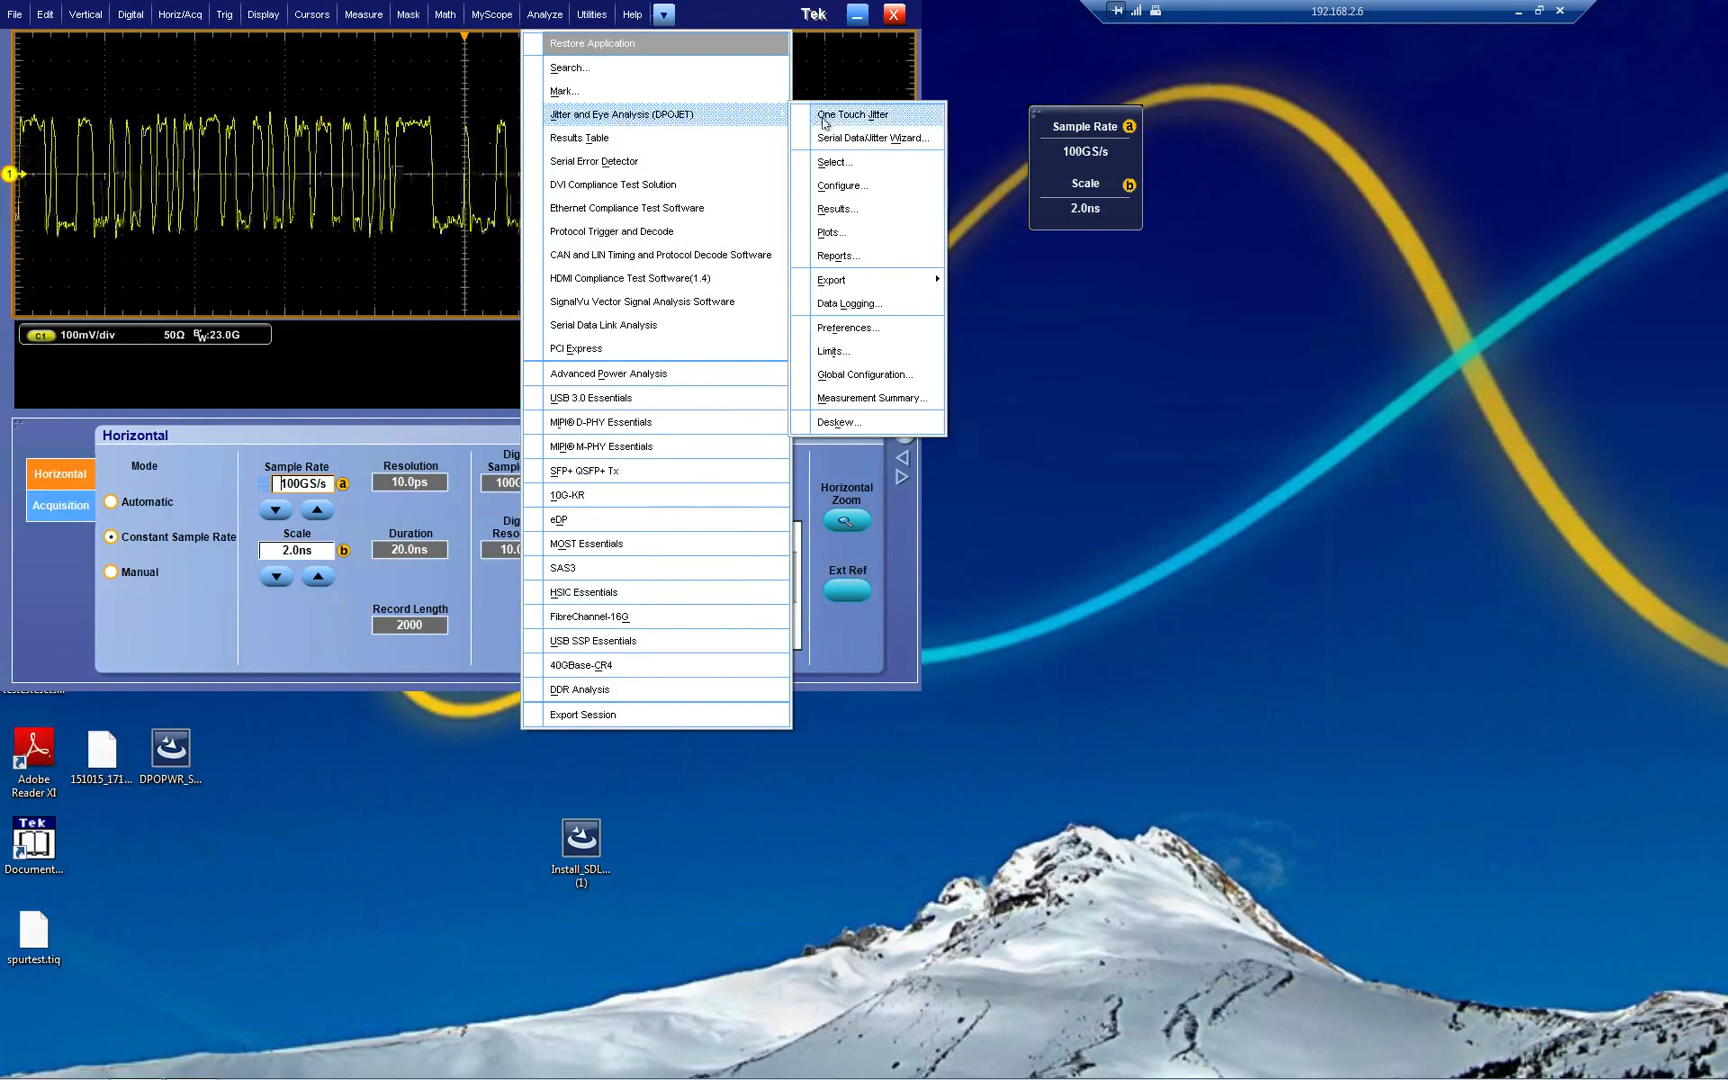 File Edit Vertical Digital Horiz/Acq Trig Display Cursors Measure Mask Math MyScope Analyze Utilities Help Tek X
192.168.2.6
Restore Application
Search...
Mark...
Jitter and Eye Analysis (DPOJET)
Results Table
Serial Error Detector
DVI Compliance Test Solution
Ethernet Compliance Test Software
Protocol Trigger and Decode
CAN and LIN Timing and Protocol Decode Software
HDMI Compliance Test Software(1.4)
SignalVu Vector Signal Analysis Software
Serial Data Link Analysis
PCI Express
Advanced Power Analysis
USB 3.0 Essentials
MIPI® D-PHY Essentials
MIPI® M-PHY Essentials
SFP+ QSFP+ Tx
10G-KR
eDP
MOST Essentials
SAS3
HSIC Essentials
FibreChannel-16G
USB SSP Essentials
40GBase-CR4
DDR Analysis
Export Session
One Touch Jitter
Serial Data/Jitter Wizard...
Select...
Configure...
Results...
Plots...
Reports...
Export
Data Logging...
Preferences...
Limits...
Global Configuration...
Measurement Summary...
Deskew...
Sample Rate a
100GS/s
Scale b
2.0ns
1
C1 100mV/div 50Ω BW:23.0G
Horizontal
Horizontal
Acquisition
Mode
Automatic
Constant Sample Rate
Manual
Sample Rate
100GS/s a
Scale
2.0ns b
Resolution
10.0ps
Duration
20.0ns
Record Length
2000
Dig
Samp
100G
Dig
Reso
10.0
Horizontal
Zoom
Ext Ref
Adobe
Reader XI
151015_171...
DPOPWR_S...
Tek
Document...
Install_SDL...
(1)
spurtest.tiq